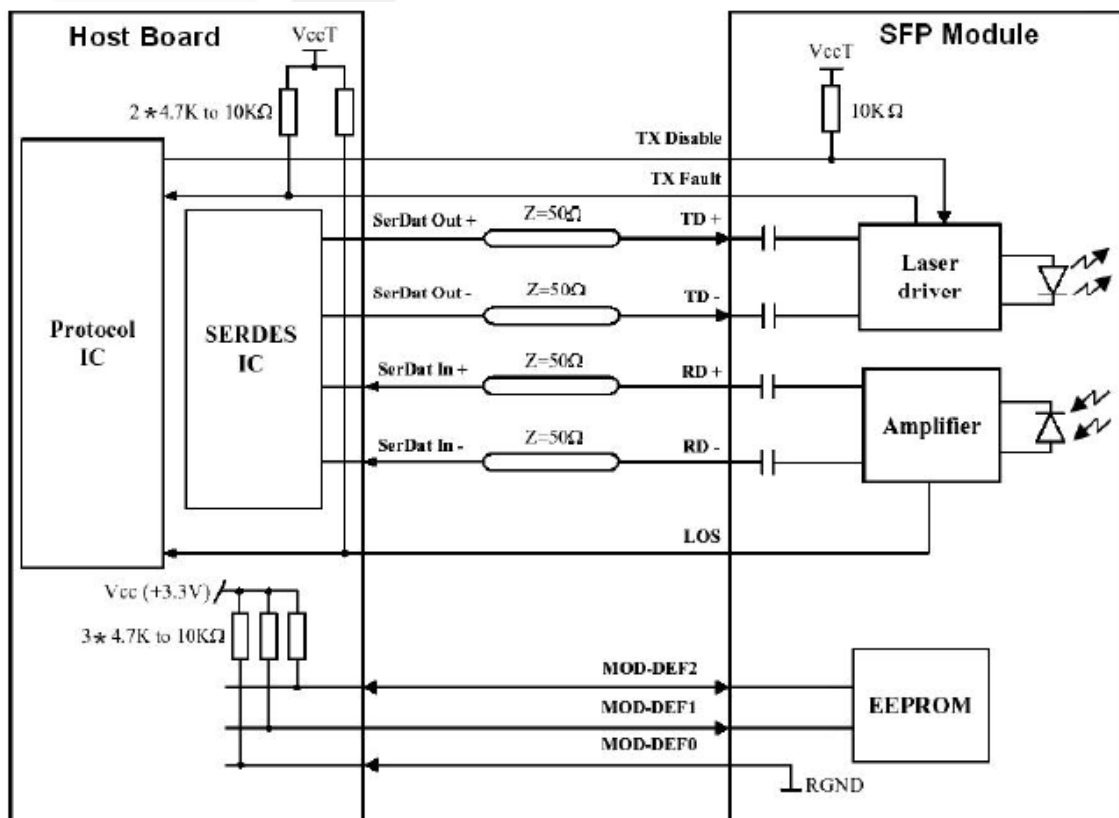 Host Board
SFP Module
VccT
VccT
2*4.7K to 10KΩ
10KΩ
TX Disable
TX Fault
SerDat Out +
Z=50Ω
TD +
SerDat Out -
Z=50Ω
TD -
Laser
driver
Protocol
IC
SERDES
IC
SerDat In +
Z=50Ω
RD +
SerDat In -
Z=50Ω
RD -
Amplifier
LOS
Vcc (+3.3V)
3*4.7K to 10KΩ
MOD-DEF2
MOD-DEF1
MOD-DEF0
EEPROM
RGND